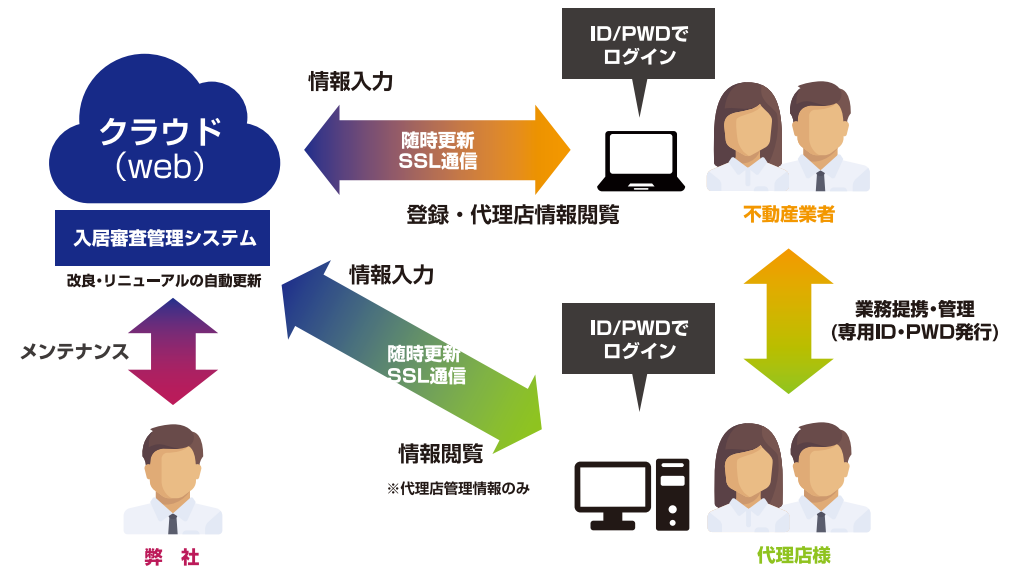 ID/PWDで
ログイン
情報入力
クラウド
（web）
随時更新
SSL通信
登録・代理店情報閲覧
不動産業者
入居審査管理システム
改良・リニューアルの自動更新
情報入力
メンテナンス
随時更新
SSL通信
ID/PWDで
ログイン
業務提携・管理
(専用ID・PWD発行)
情報閲覧
※代理店管理情報のみ
弊　社
代理店様